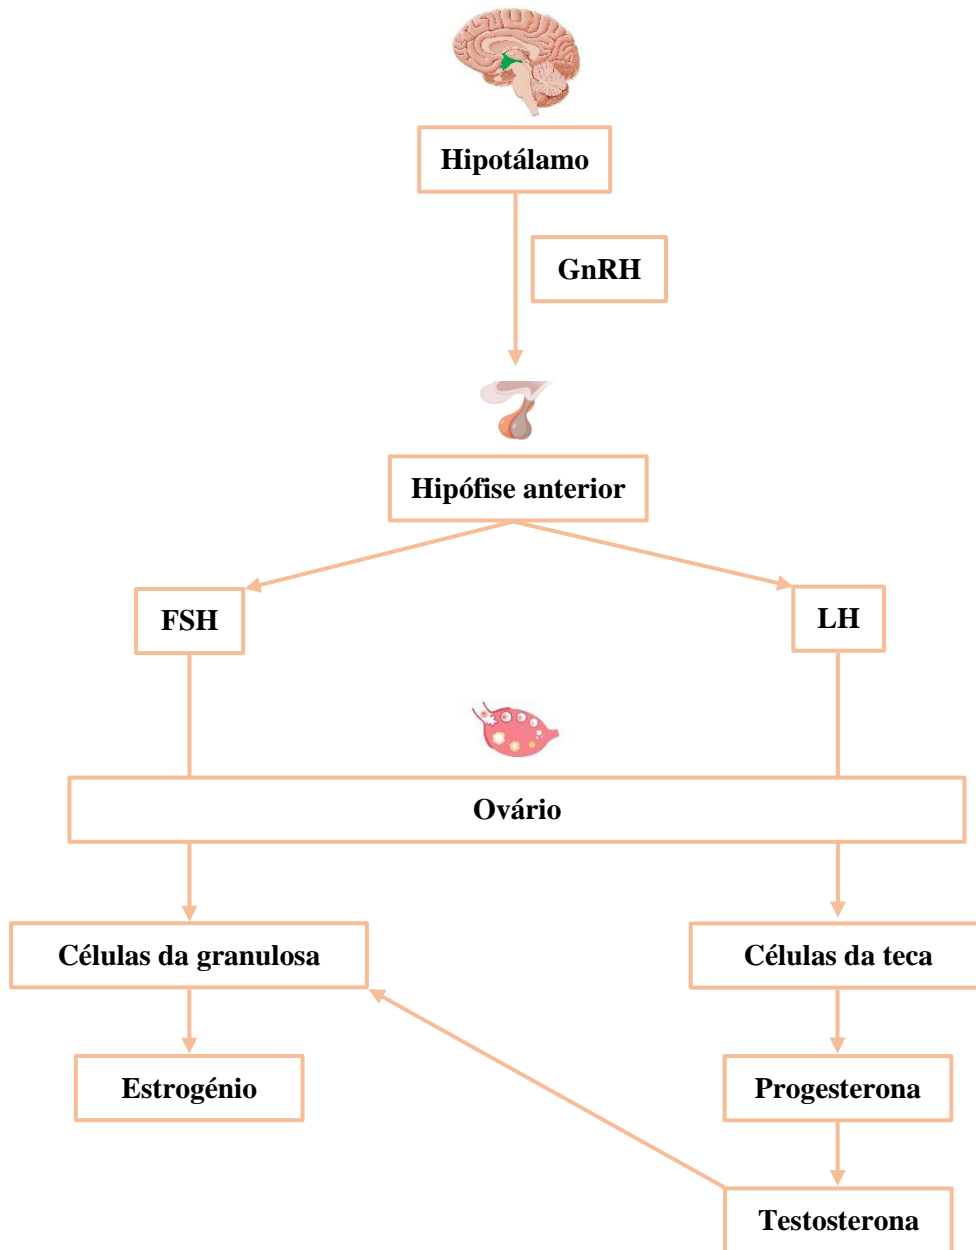 Hipotálamo
GnRH
Hipófise anterior
FSH
LH
Ovário
Células da granulosa
Células da teca
Estrogénio
Progesterona
Testosterona